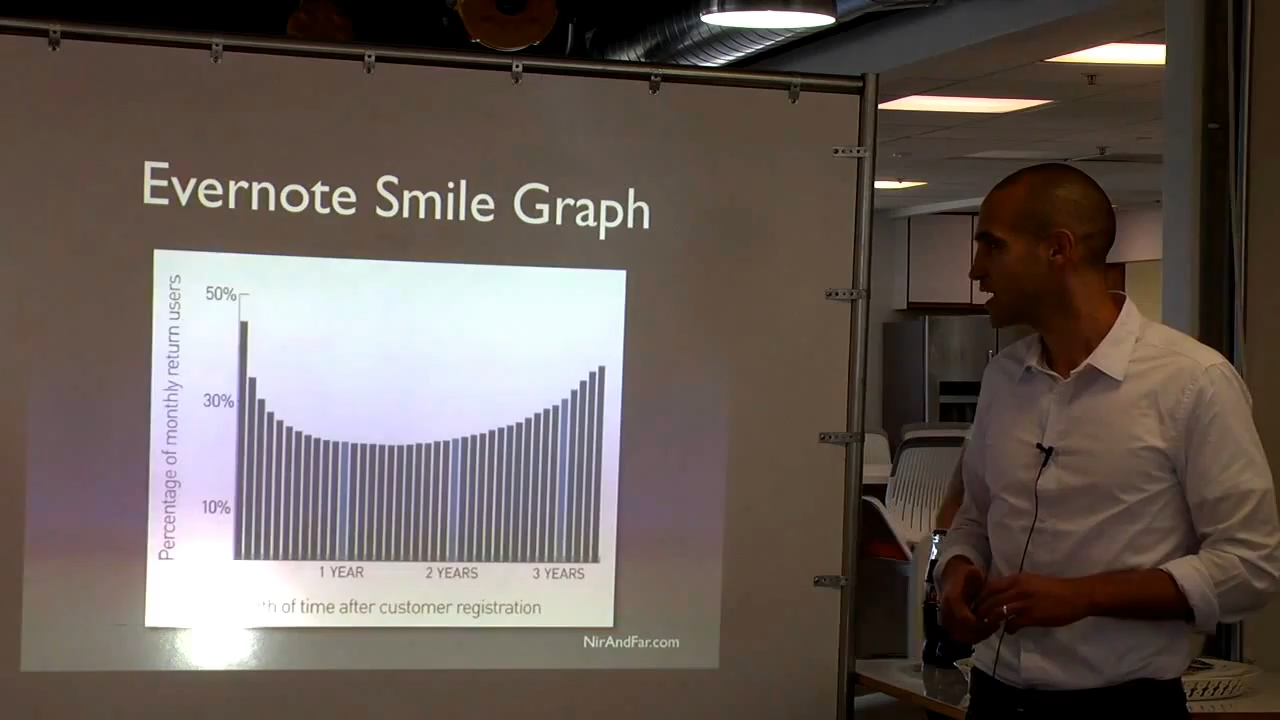 Evernote Smile Graph
Percentage of monthly return users
50%
30%
10%
1 YEAR 2 YEARS 3 YEARS
of time after customer registration
NirAndFar.com